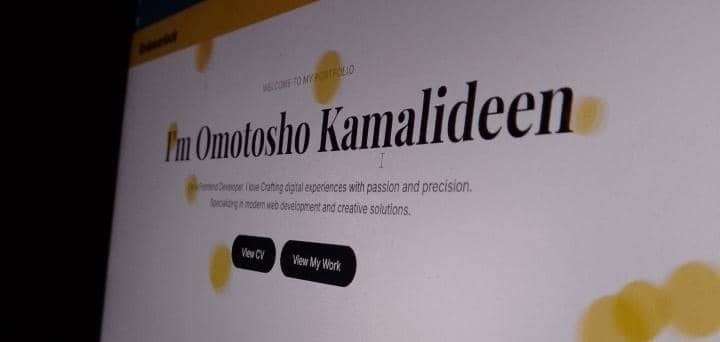 WELCOME TO MY PORTFOLIO
I'm Omotosho Kamalideen
Frontend Developer. I love Crafting digital experiences with passion and precision.
Specializing in modern web development and creative solutions.
View CV
View My Work